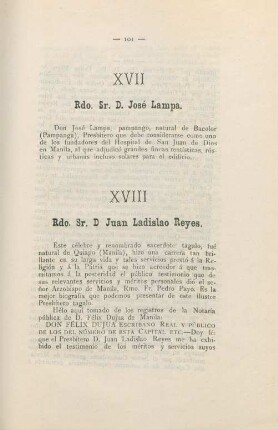 — 101 —
XVII
Rdo. Sr. D. José Lampa.
Don José Lampa, pampango, natural de Bacolor
(Pampanga), Presbítero que debe considerarse como uno
de los fundadores del Hospital de San Juan de Dios
en Manila, al que adjudicó grandes fincas rústicas
y urbanas incluso solares para el edificio.
XVIII
Rdo. Sr. D Juan Ladislao Reyes.
Este célebre y renombrado sacerdote tagalo, fué
natural de Quiapo (Manila), hizo una carrera tan bri-
llante en su larga vida y tales servicios prestó á la Re-
ligión y á la Pátria que se hizo acreedor á que trans-
mitamos á la posteridad el público testimonio que
de sus relevantes servicios y méritos personales dió el se-
ñor Arzobispo de Manila, Rmo. Fr. Pedro Payo. Es la
mejor biografía que podemos presentar de este ilustre
Presbítero tagalo.
Hélo aquí tomado de los registros de la Notaría
pública de D. Félix Dujua de Manila.
DON FÉLIX DUJUA ESCRIBANO REAL Y PÚBLICO
DE LOS DEL NÚMERO DE ESTA CAPITAL ETC.—Doy fé:
que el Presbítero D. Juan Ladislao Reyes me ha exhi-
bido el testimonio de los méritos y servicios suyos